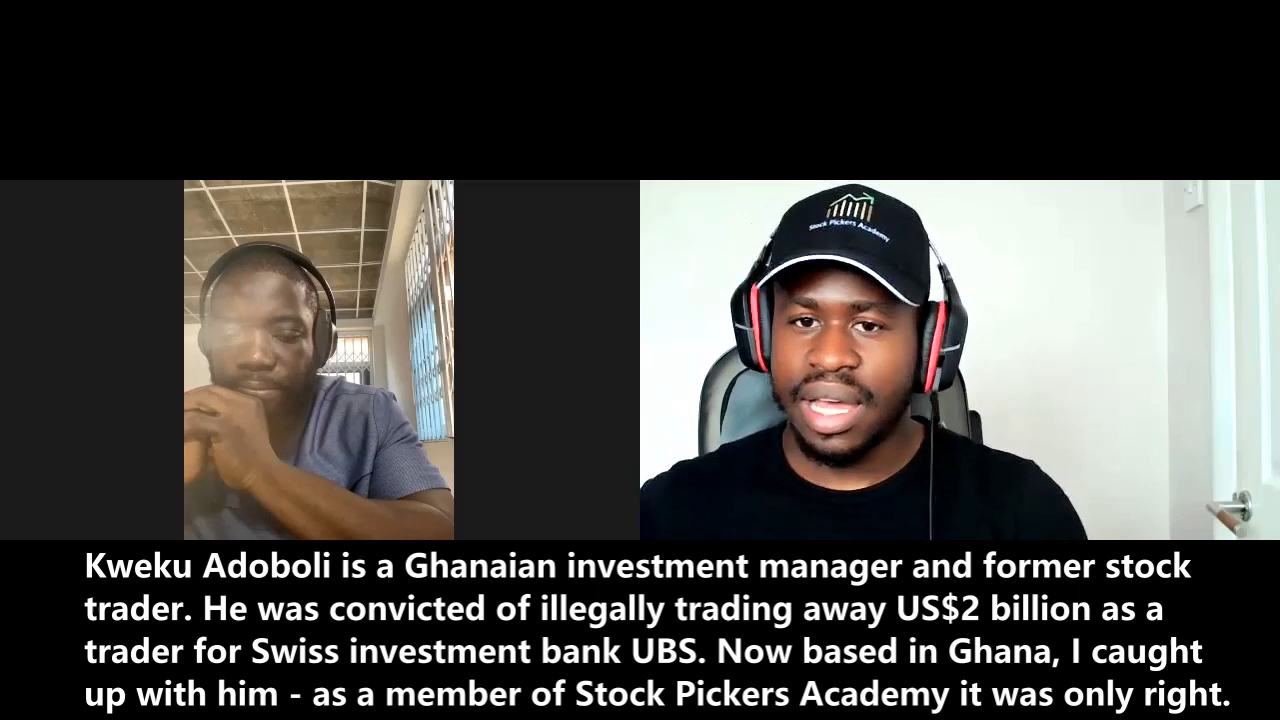 Stock Pickers Academy
Kweku Adoboli is a Ghanaian investment manager and former stock
trader. He was convicted of illegally trading away US$2 billion as a
trader for Swiss investment bank UBS. Now based in Ghana, I caught
up with him - as a member of Stock Pickers Academy it was only right.